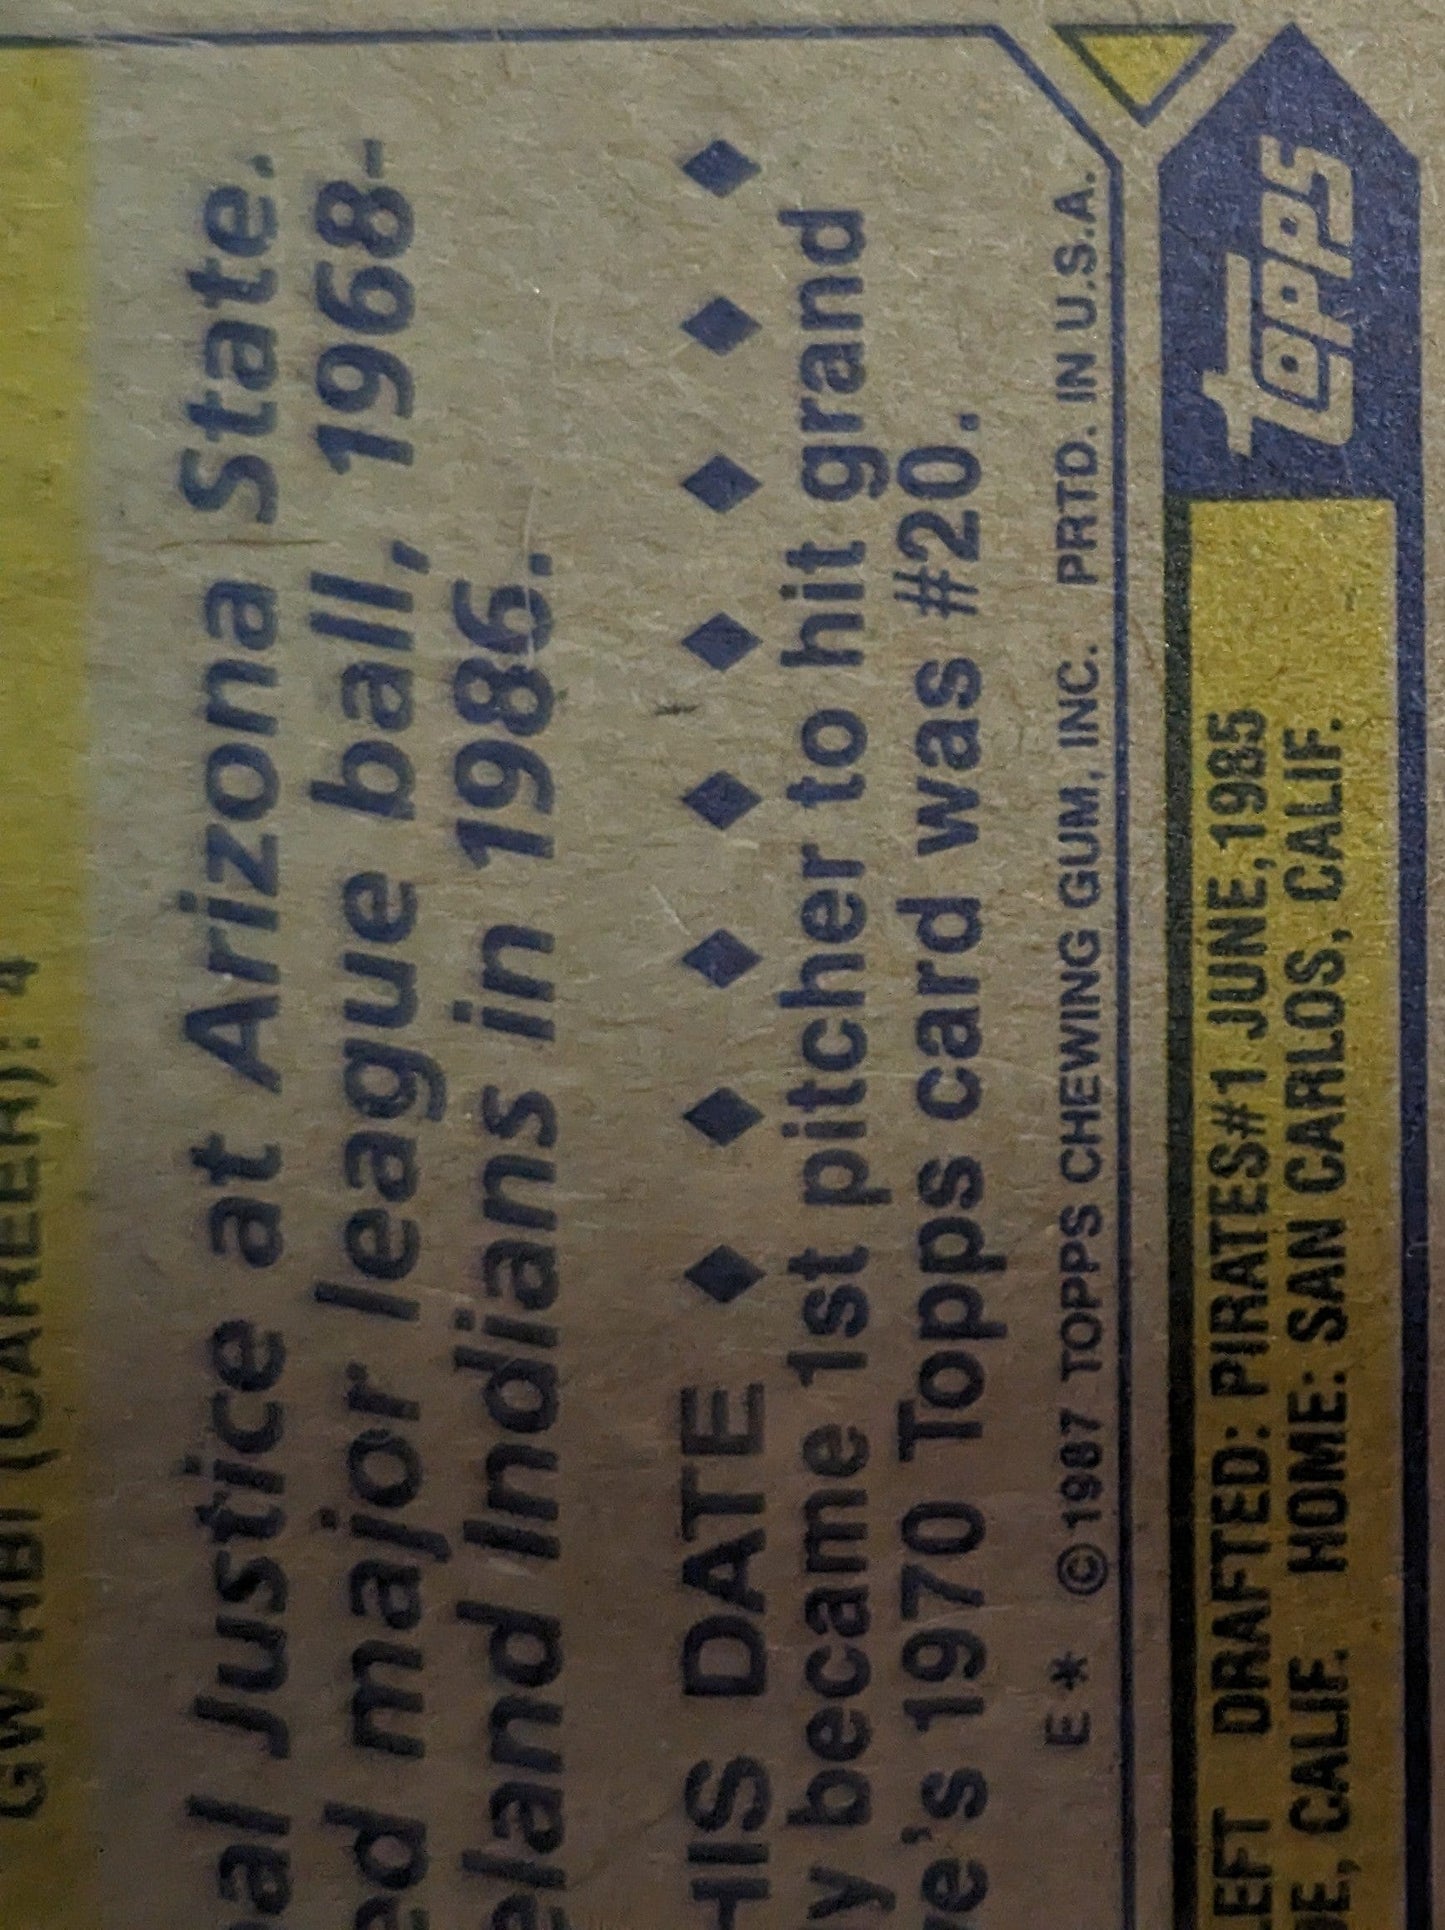 GW-RBI (CAREER): 4
al Justice at Arizona State.
ed major league ball, 1968-
eland Indians in 1986.
HIS DATE ◆ ◆ ◆ ◆ ◆ ◆ ◆ ◆
y became 1st pitcher to hit grand
ve's 1970 Topps card was #20.
E* ©1987 TOPPS CHEWING GUM, INC. PRTD. IN U.S.A.
EFT DRAFTED: PIRATES#1 JUNE, 1985
E, CALIF. HOME: SAN CARLOS, CALIF.
topps